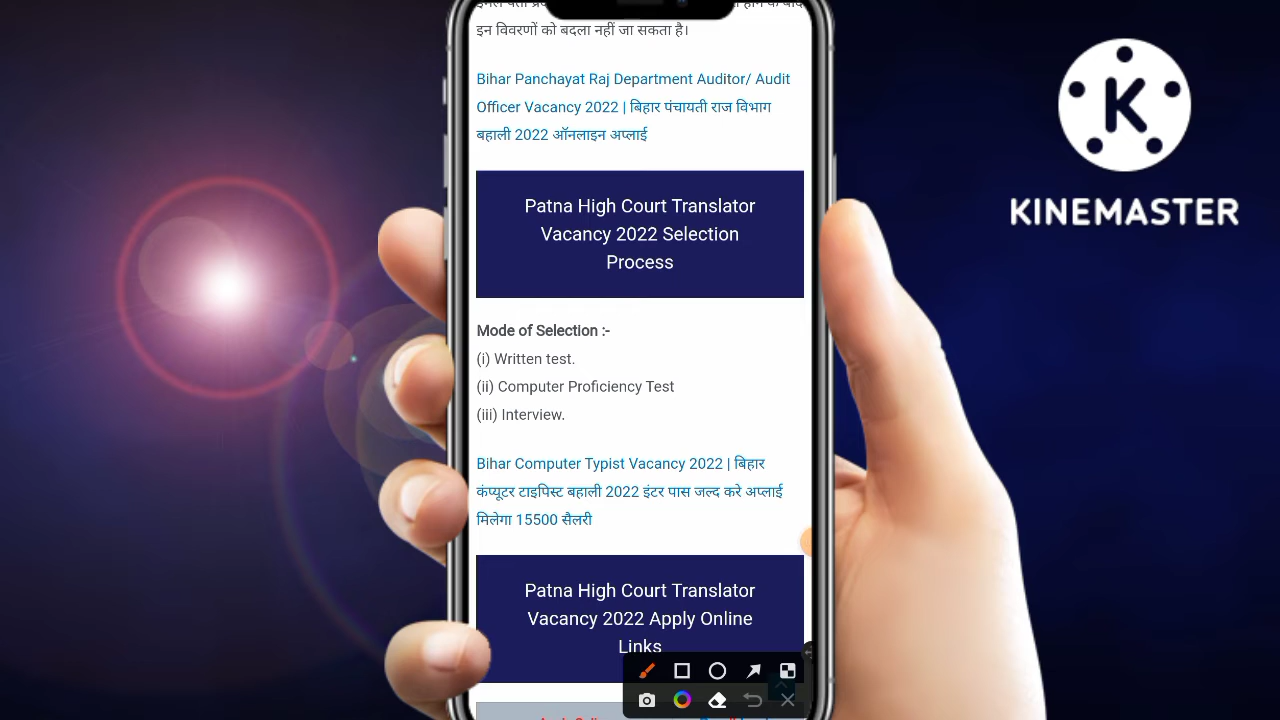 इन विवरणों को बदला नहीं जा सकता है।
Bihar Panchayat Raj Department Auditor/ Audit
Officer Vacancy 2022 | बिहार पंचायती राज विभाग
बहाली 2022 ऑनलाइन अप्लाई
Patna High Court Translator
Vacancy 2022 Selection
Process
Mode of Selection :-
(i) Written test.
(ii) Computer Proficiency Test
(iii) Interview.
Bihar Computer Typist Vacancy 2022 | बिहार
कंप्यूटर टाइपिस्ट बहाली 2022 इंटर पास जल्द करे अप्लाई
मिलेगा 15500 सैलरी
Patna High Court Translator
Vacancy 2022 Apply Online
Links
K
KINEMASTER